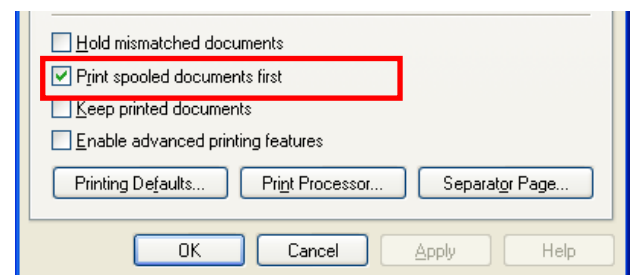 Hold mismatched documents
Print spooled documents first
Keep printed documents
Enable advanced printing features
Printing Defaults... Print Processor... Separator Page...
OK Cancel Apply Help